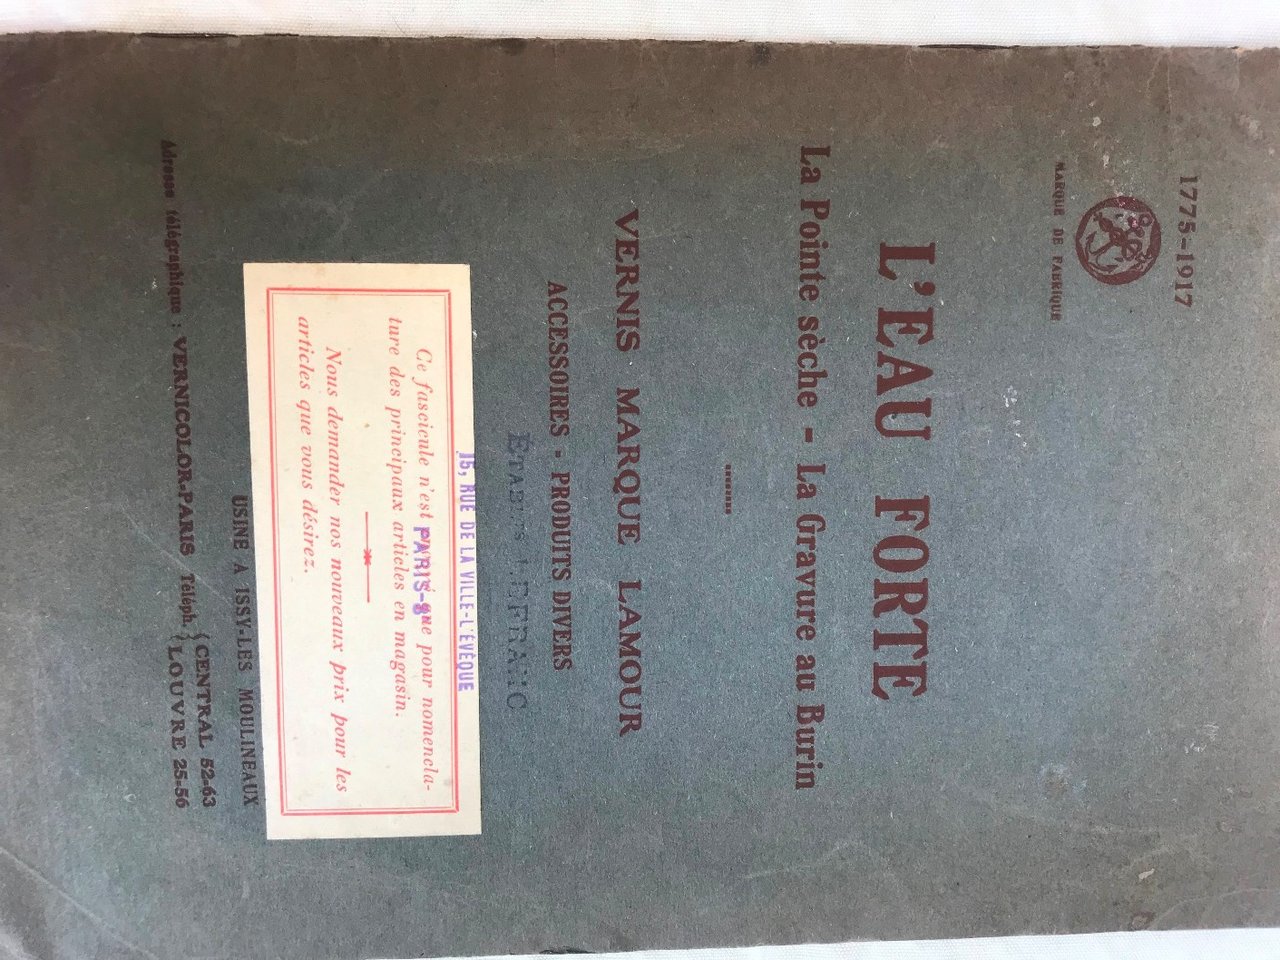 1775-1917
MARQUE DE FABRIQUE
L'EAU FORTE
La Pointe sèche - La Gravure au Burin
VERNIS MARQUE LAMOUR
ACCESSOIRES - PRODUITS DIVERS
ÉTABLts LEFRANC
15, RUE DE LA VILLE-L'ÉVÊQUE
PARIS-8e
Ce fascicule n'est que pour nomencla-
ture des principaux articles en magasin.
Nous demander nos nouveaux prix pour les
articles que vous désirez.
USINE A ISSY-LES MOULINEAUX
Adresse télégraphique : VERNICOLOR-PARIS Téléph. { CENTRAL 52-63
LOUVRE 25-56